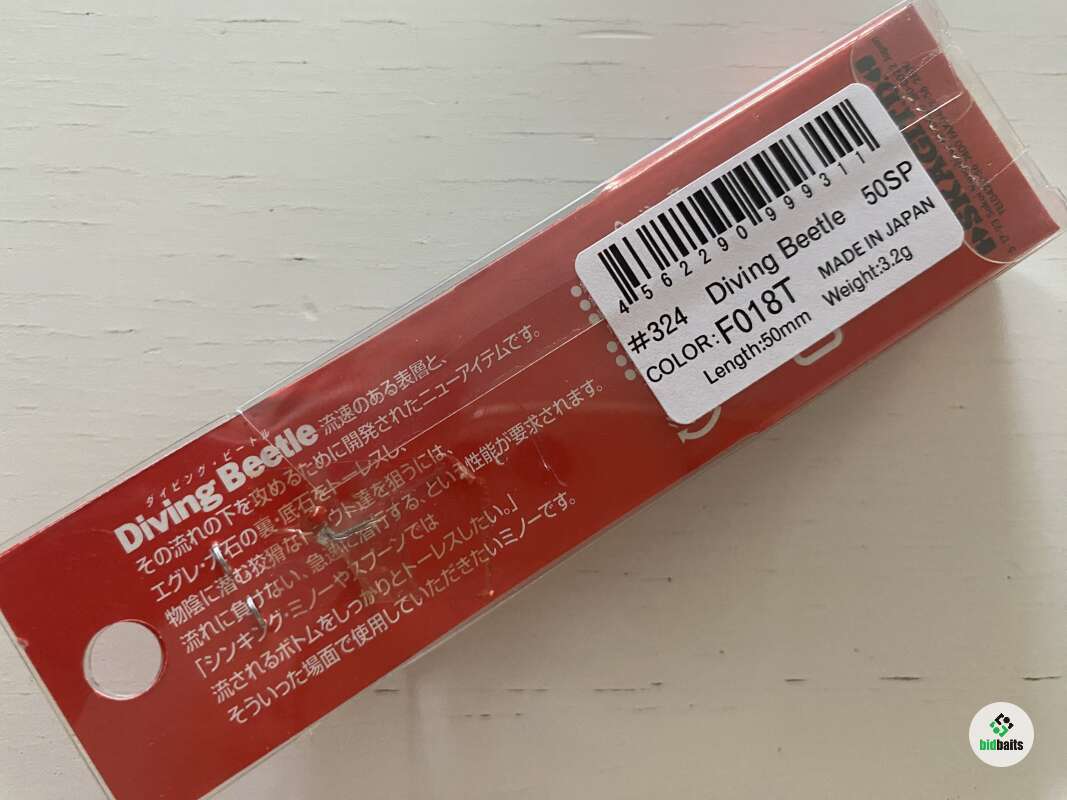 ダイビング・ビートル
Diving Beetle 流速のある表層と、
その流れの下を攻めるために開発されたニューアイテムです。
エグレ・大石の裏・底石をトレースし、
物陰に潜む狡猾なトラウト達を狙うには、
流れに負けない、急激に潜行する、という性能が要求されます。
「シンキング・ミノーやスプーンでは
流されるボトムをしっかりとトレースしたい。」
そういった場面で使用していただきたいミノーです。
4562290999311
#324 Diving Beetle 50SP
COLOR:F018T MADE IN JAPAN
Length:50mm Weight:3.2g
SKAGIT
bidbaits